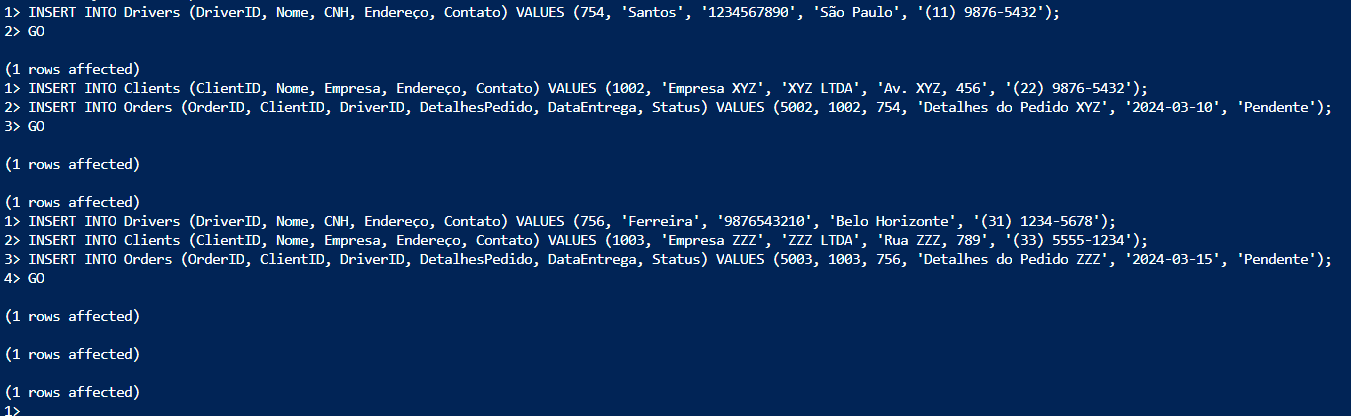 1> INSERT INTO Drivers (DriverID, Nome, CNH, Endereço, Contato) VALUES (754, 'Santos', '1234567890', 'São Paulo', '(11) 9876-5432');
2> GO
(1 rows affected)
1> INSERT INTO Clients (ClientID, Nome, Empresa, Endereço, Contato) VALUES (1002, 'Empresa XYZ', 'XYZ LTDA', 'Av. XYZ, 456', '(22) 9876-5432');
2> INSERT INTO Orders (OrderID, ClientID, DriverID, DetalhesPedido, DataEntrega, Status) VALUES (5002, 1002, 754, 'Detalhes do Pedido XYZ', '2024-03-10', 'Pendente');
3> GO
(1 rows affected)
(1 rows affected)
1> INSERT INTO Drivers (DriverID, Nome, CNH, Endereço, Contato) VALUES (756, 'Ferreira', '9876543210', 'Belo Horizonte', '(31) 1234-5678');
2> INSERT INTO Clients (ClientID, Nome, Empresa, Endereço, Contato) VALUES (1003, 'Empresa ZZZ', 'ZZZ LTDA', 'Rua ZZZ, 789', '(33) 5555-1234');
3> INSERT INTO Orders (OrderID, ClientID, DriverID, DetalhesPedido, DataEntrega, Status) VALUES (5003, 1003, 756, 'Detalhes do Pedido ZZZ', '2024-03-15', 'Pendente');
4> GO
(1 rows affected)
(1 rows affected)
(1 rows affected)
1>